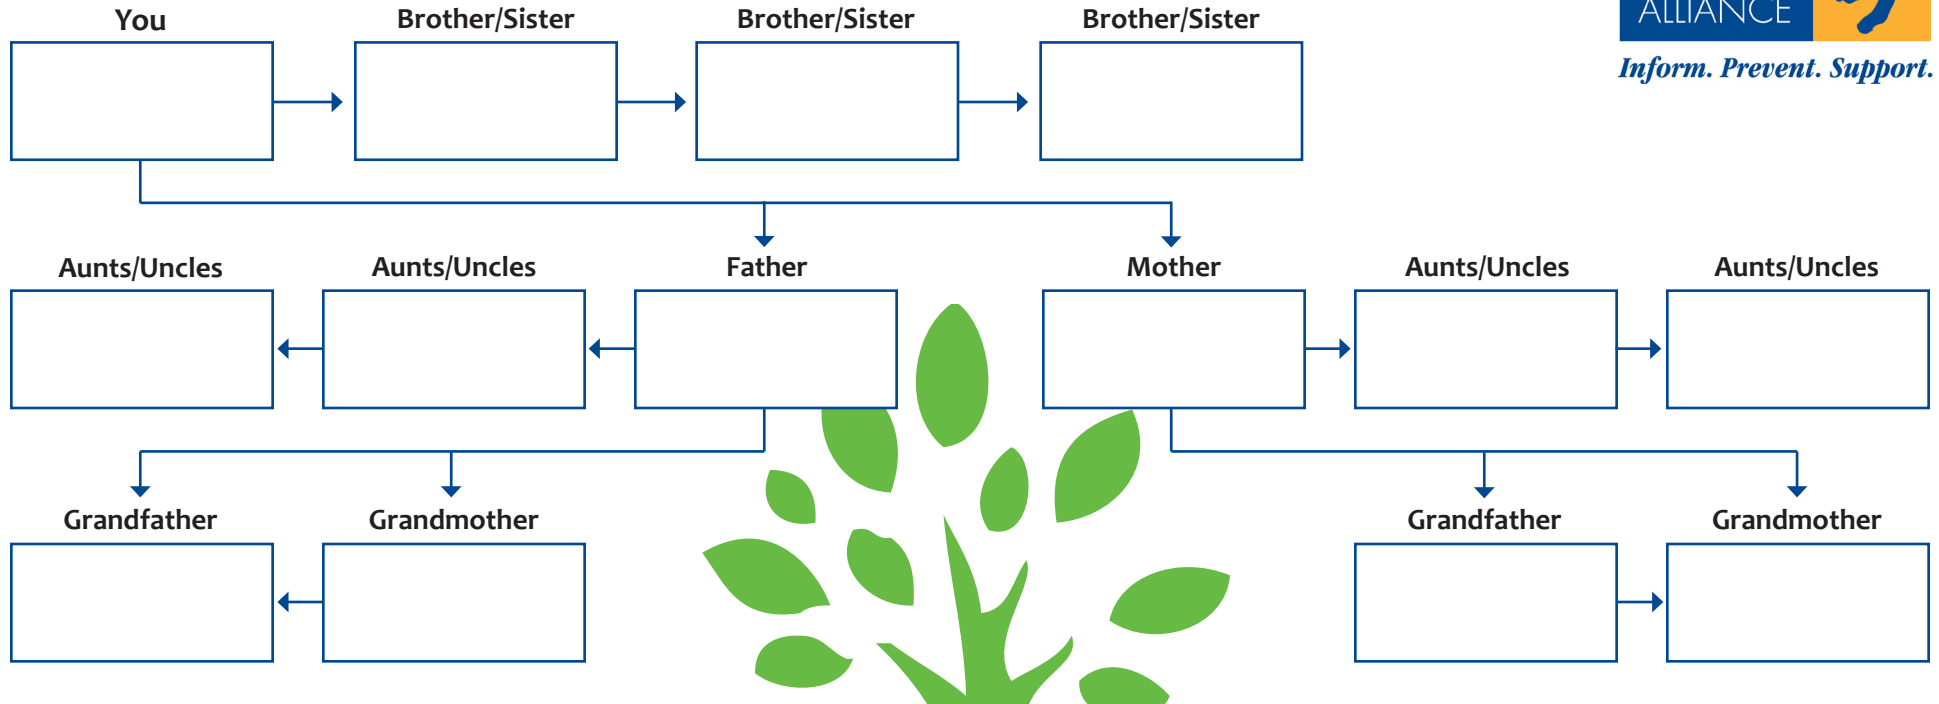 You Brother/Sister Brother/Sister Brother/Sister
ALLIANCE
Inform. Prevent. Support.
Aunts/Uncles Aunts/Uncles Father Mother Aunts/Uncles Aunts/Uncles
Grandfather Grandmother Grandfather Grandmother